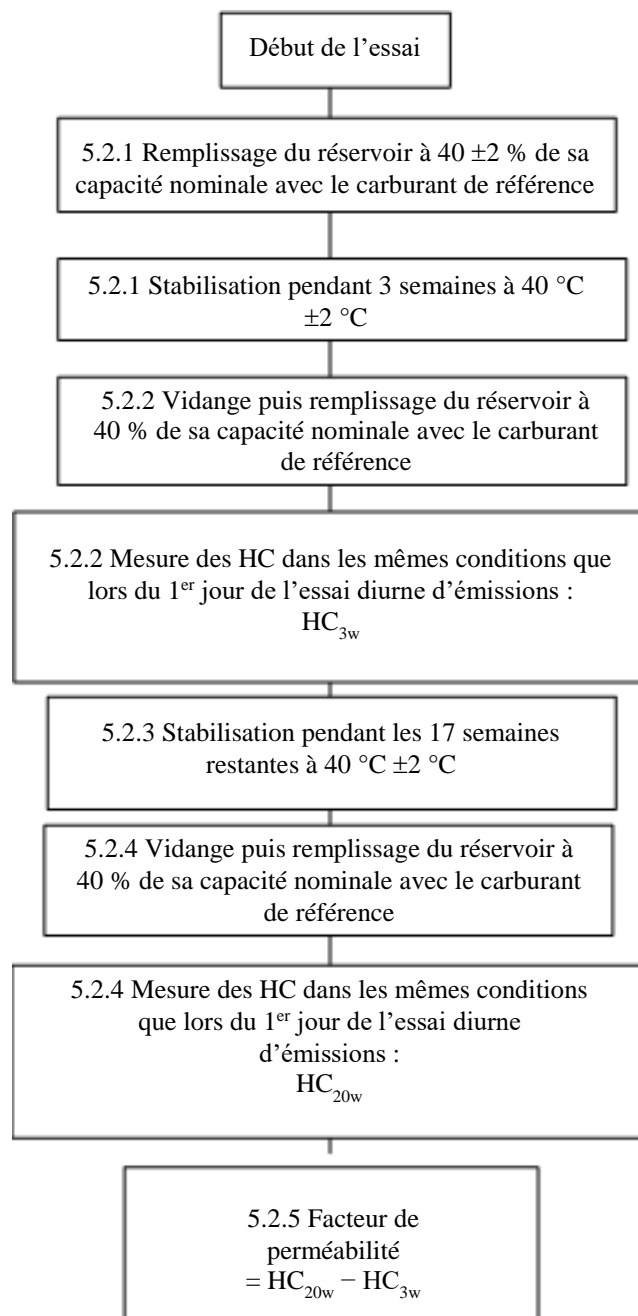 Début de l’essai
5.2.1 Remplissage du réservoir à 40 ±2 % de sa
capacité nominale avec le carburant de référence
5.2.1 Stabilisation pendant 3 semaines à 40 °C
±2 °C
5.2.2 Vidange puis remplissage du réservoir à
40 % de sa capacité nominale avec le carburant
de référence
5.2.2 Mesure des HC dans les mêmes conditions que
lors du 1er jour de l’essai diurne d’émissions :
HC3w
5.2.3 Stabilisation pendant les 17 semaines
restantes à 40 °C ±2 °C
5.2.4 Vidange puis remplissage du réservoir à
40 % de sa capacité nominale avec le carburant
de référence
5.2.4 Mesure des HC dans les mêmes conditions
que lors du 1er jour de l’essai diurne
d’émissions :
HC20w
5.2.5 Facteur de
perméabilité
= HC20w − HC3w